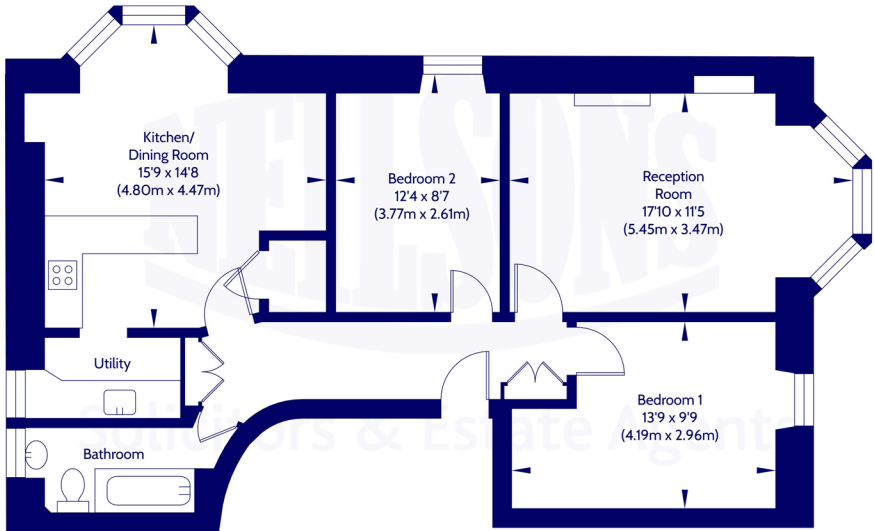 Kitchen/
Dining Room
15'9 x 14'8
(4.80m x 4.47m)
Bedroom 2
12'4 x 8'7
(3.77m x 2.61m)
Reception
Room
17'10 x 11'5
(5.45m x 3.47m)
Utility
Bathroom
Bedroom 1
13'9 x 9'9
(4.19m x 2.96m)
NEILSONS
Solicitors & Estate Agents